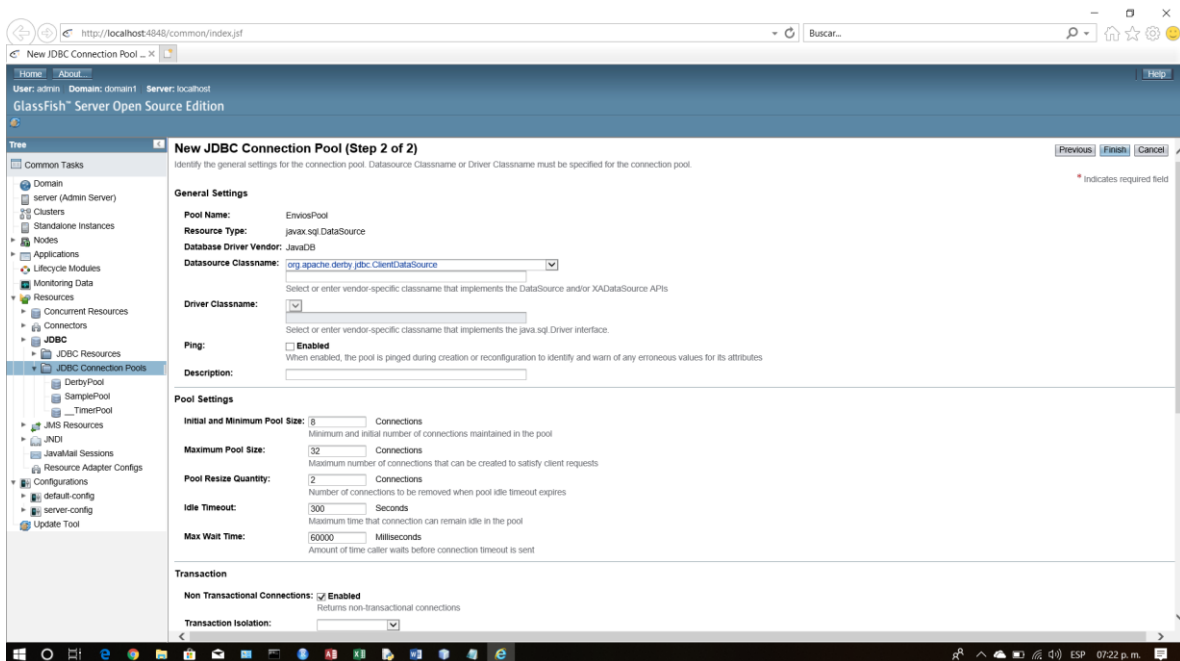 http://localhost:4848/common/index.jsf
Buscar...
New JDBC Connection Pool ...
Home About...
Help
User: admin Domain: domain1 Server: localhost
GlassFish™ Server Open Source Edition
Tree
Common Tasks
Domain
server (Admin Server)
Clusters
Standalone Instances
Nodes
Applications
Lifecycle Modules
Monitoring Data
Resources
Concurrent Resources
Connectors
JDBC
JDBC Resources
JDBC Connection Pools
DerbyPool
SamplePool
__TimerPool
JMS Resources
JNDI
JavaMail Sessions
Resource Adapter Configs
Configurations
default-config
server-config
Update Tool
New JDBC Connection Pool (Step 2 of 2)
Previous Finish Cancel
Identify the general settings for the connection pool. Datasource Classname or Driver Classname must be specified for the connection pool.
* Indicates required field
General Settings
Pool Name: EnviosPool
Resource Type: javax.sql.DataSource
Database Driver Vendor: JavaDB
Datasource Classname: org.apache.derby.jdbc.ClientDataSource
Select or enter vendor-specific classname that implements the DataSource and/or XADataSource APIs
Driver Classname:
Select or enter vendor-specific classname that implements the java.sql.Driver interface.
Ping: Enabled
When enabled, the pool is pinged during creation or reconfiguration to identify and warn of any erroneous values for its attributes
Description:
Pool Settings
Initial and Minimum Pool Size: 8 Connections
Minimum and initial number of connections maintained in the pool
Maximum Pool Size: 32 Connections
Maximum number of connections that can be created to satisfy client requests
Pool Resize Quantity: 2 Connections
Number of connections to be removed when pool idle timeout expires
Idle Timeout: 300 Seconds
Maximum time that connection can remain idle in the pool
Max Wait Time: 60000 Milliseconds
Amount of time caller waits before connection timeout is sent
Transaction
Non Transactional Connections: Enabled
Returns non-transactional connections
Transaction Isolation:
ESP 07:22 p. m.